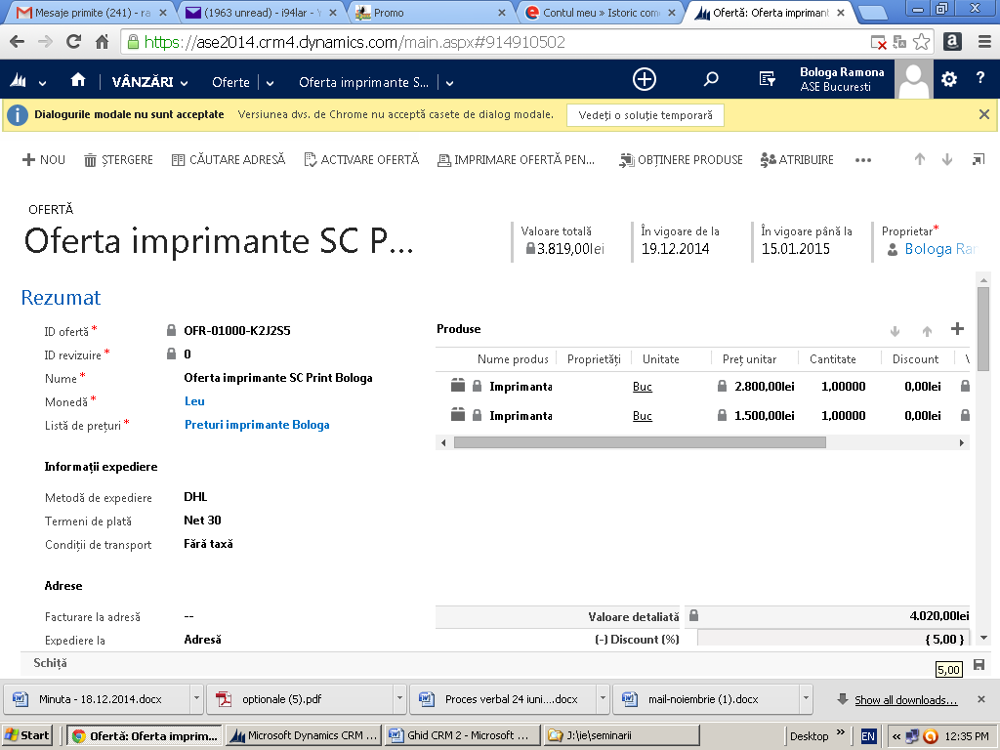 Mesaje primite (241) - ra
(1963 unread) - i94lar - Y
Promo
Contul meu » Istoric com
Ofertă: Oferta imprimant
https://ase2014.crm4.dynamics.com/main.aspx#914910502
VÂNZĂRI
Oferte
Oferta imprimante S...
Bologa Ramona
ASE Bucuresti
?
Dialogurile modale nu sunt acceptate
Versiunea dvs. de Chrome nu acceptă casete de dialog modale.
Vedeți o soluție temporară
NOU
ȘTERGERE
CĂUTARE ADRESĂ
ACTIVARE OFERTĂ
IMPRIMARE OFERTĂ PEN...
OBȚINERE PRODUSE
ATRIBUIRE
OFERTĂ
Oferta imprimante SC P...
Valoare totală
3.819,00lei
În vigoare de la
19.12.2014
În vigoare până la
15.01.2015
Proprietar*
Bologa Ran
Rezumat
ID ofertă* OFR-01000-K2J2S5
ID revizuire* 0
Nume* Oferta imprimante SC Print Bologa
Monedă* Leu
Listă de prețuri* Preturi imprimante Bologa
Informații expediere
Metodă de expediere DHL
Termeni de plată Net 30
Condiții de transport Fără taxă
Adrese
Facturare la adresă --
Expediere la Adresă
Produse
Nume produs Proprietăți Unitate Preț unitar Cantitate Discount V
Imprimanta Buc 2.800,00lei 1,00000 0,00lei
Imprimanta Buc 1.500,00lei 1,00000 0,00lei
Valoare detaliată 4.020,00lei
(-) Discount (%) { 5,00 }
Schiță
5,00
Minuta - 18.12.2014.docx
optionale (5).pdf
Proces verbal 24 iuni....docx
mail-noiembrie (1).docx
Show all downloads...
Start
Ofertă: Oferta imprim...
Microsoft Dynamics CRM ...
Ghid CRM 2 - Microsoft ...
J:\ie\seminarii
Desktop
EN
12:35 PM